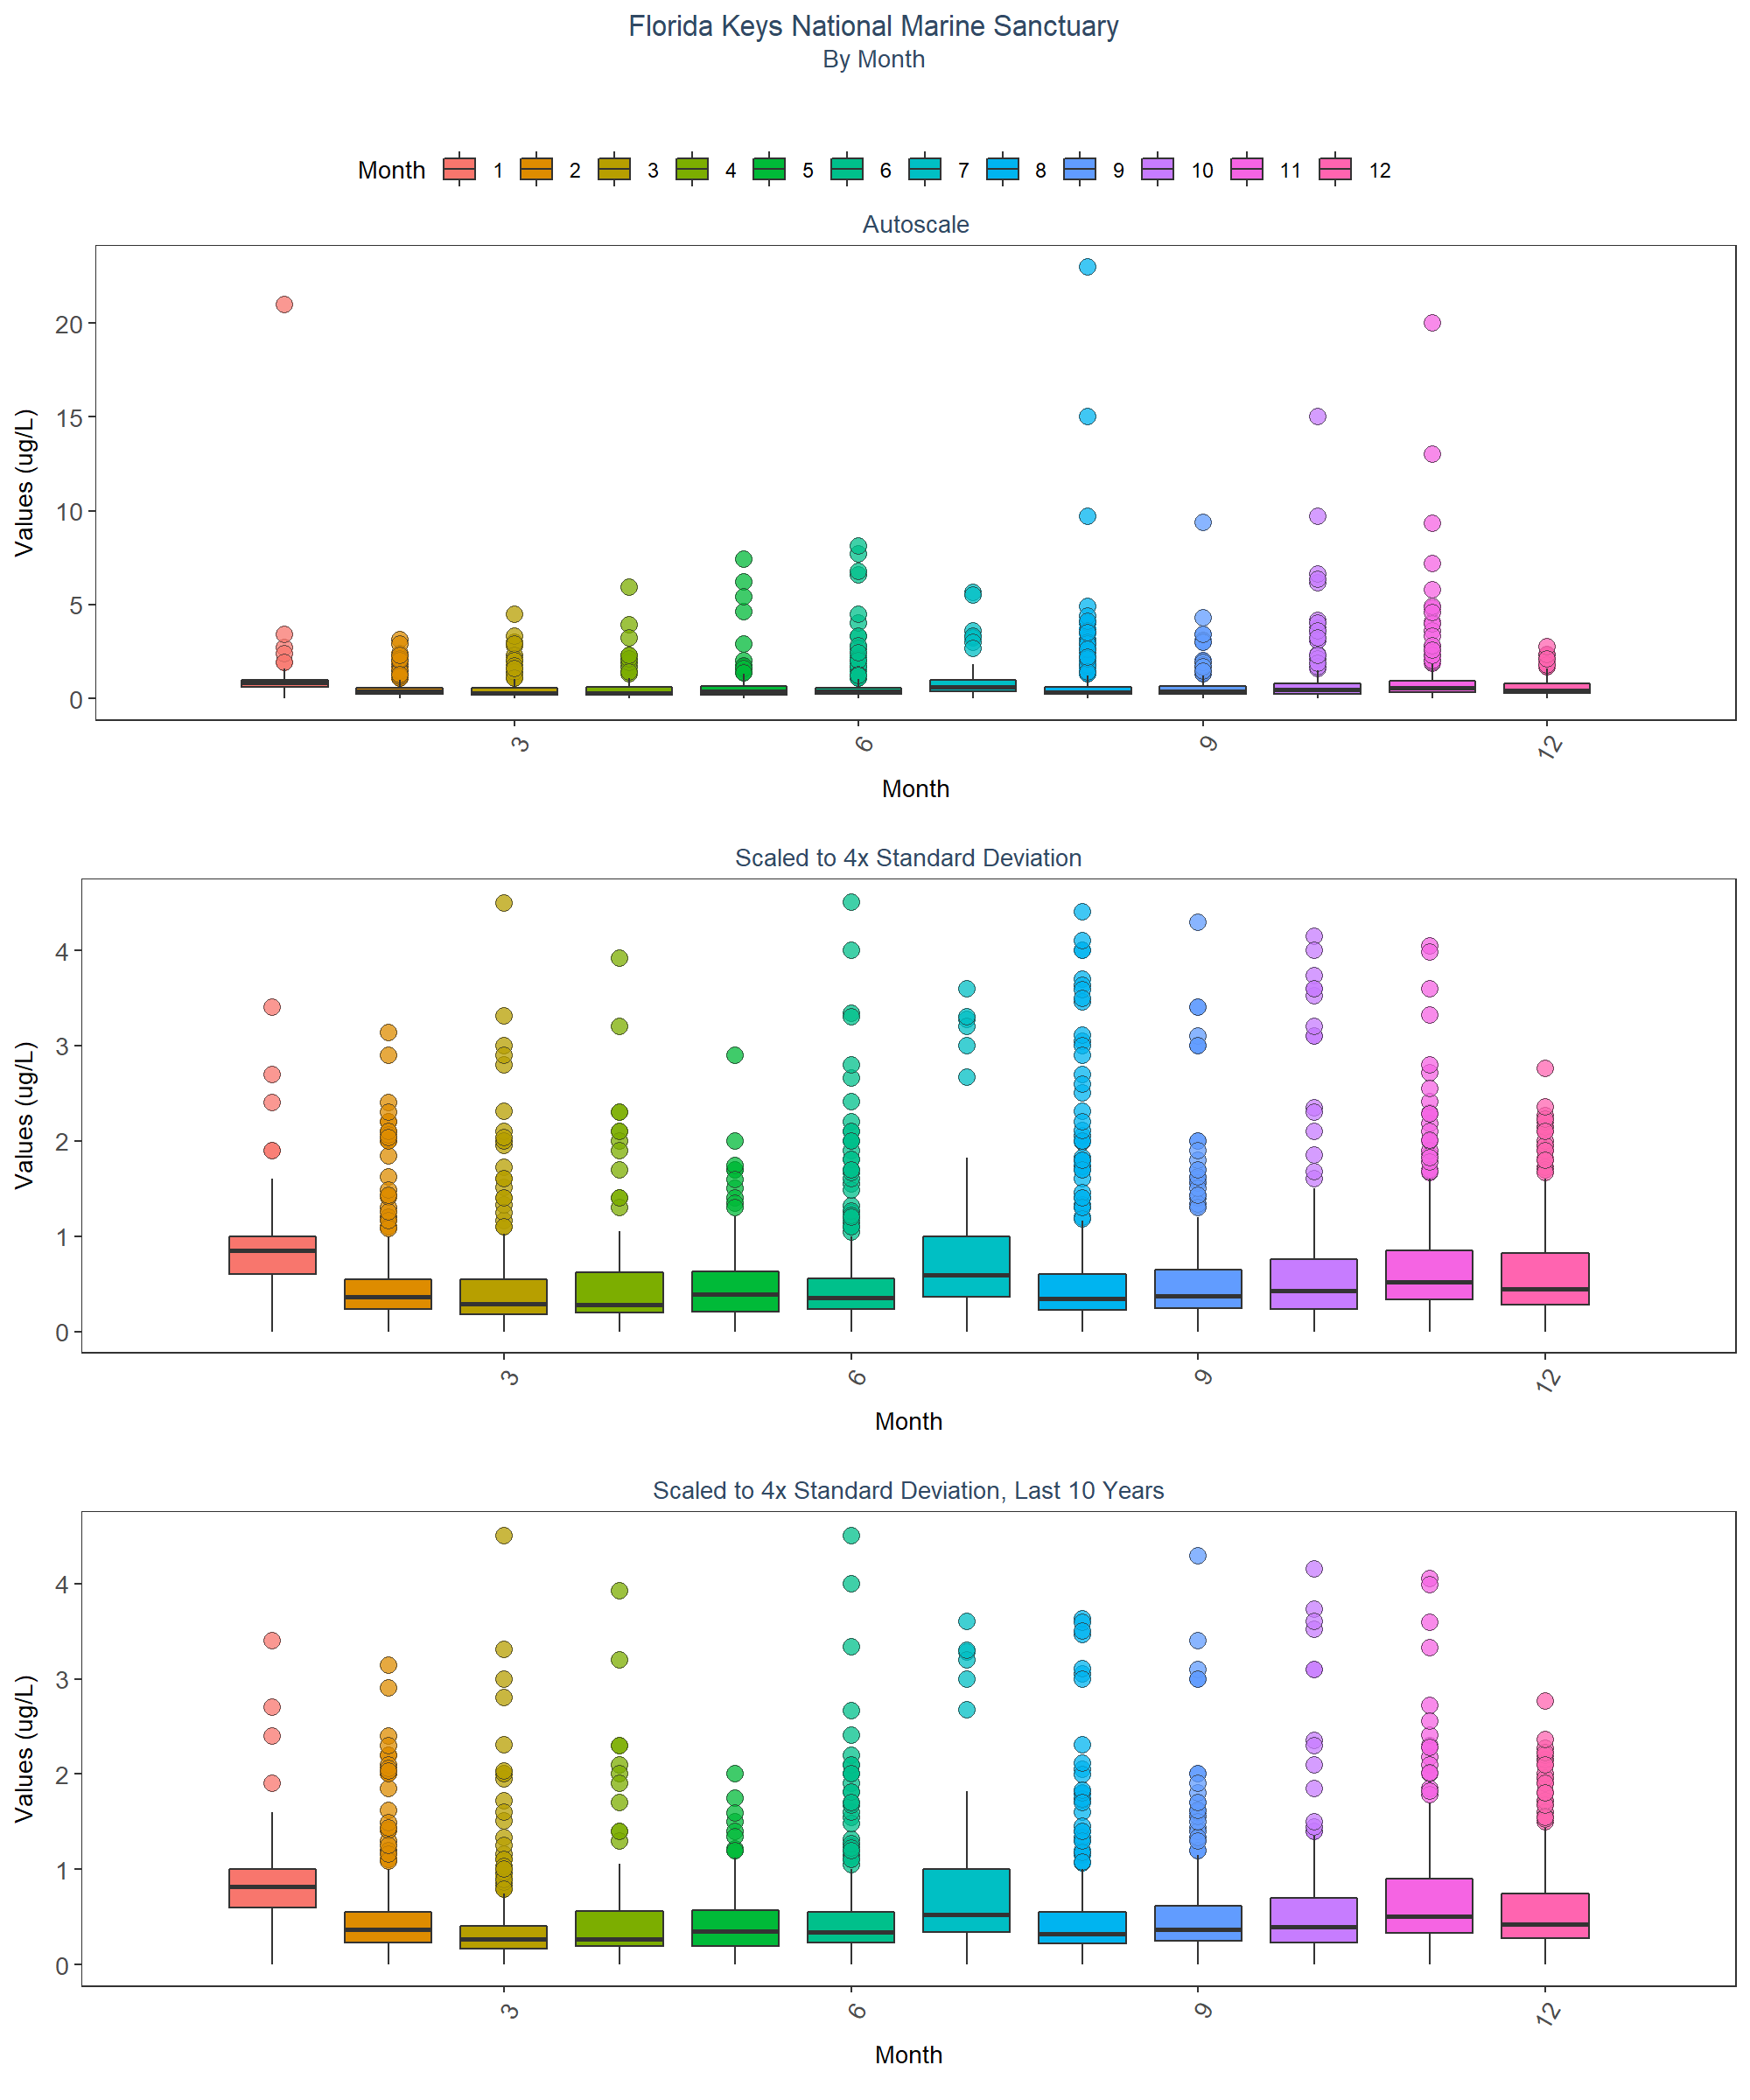 Florida Keys National Marine Sanctuary
By Month
Month 1 2 3 4 5 6 7 8 9 10 11 12
Autoscale
Values (ug/L)
20
15
10
5
0
3 6 9 12
Month
Scaled to 4x Standard Deviation
Values (ug/L)
4
3
2
1
0
3 6 9 12
Month
Scaled to 4x Standard Deviation, Last 10 Years
Values (ug/L)
4
3
2
1
0
3 6 9 12
Month